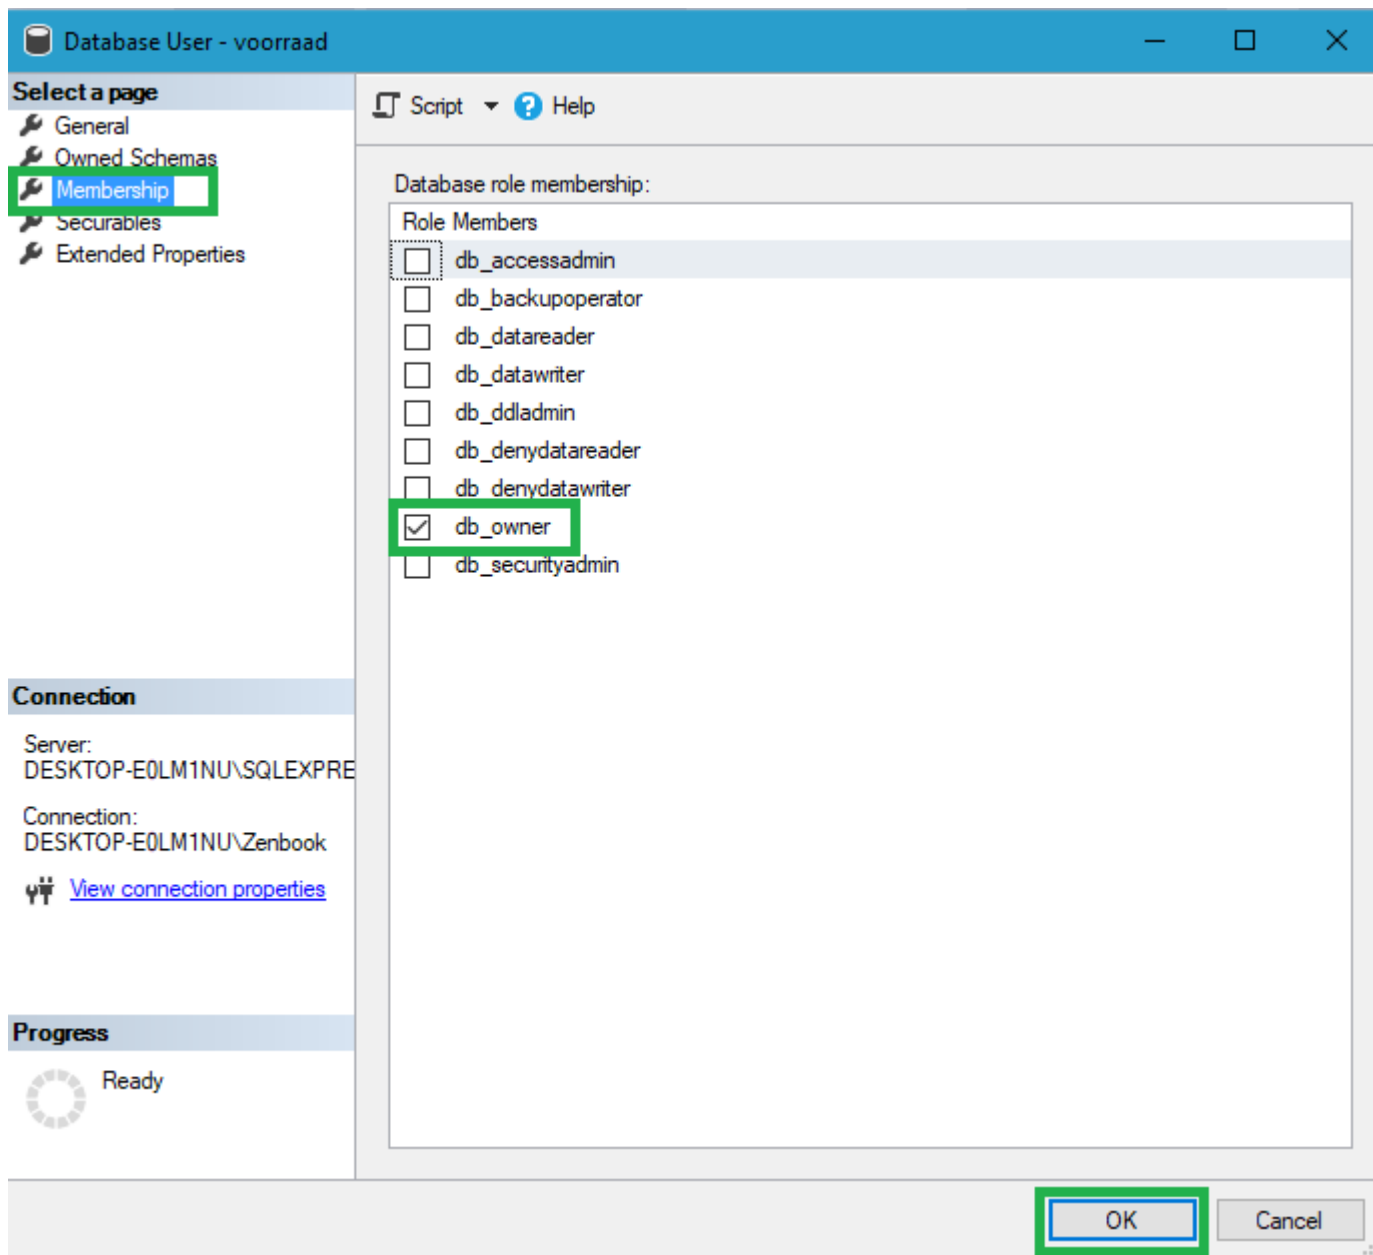 Database User - voorraad
Select a page
General
Owned Schemas
Membership
Securables
Extended Properties
Script
Help
Database role membership:
Role Members
db_accessadmin
db_backupoperator
db_datareader
db_datawriter
db_ddladmin
db_denydatareader
db_denydatawriter
db_owner
db_securityadmin
Connection
Server:
DESKTOP-E0LM1NU\SQLEXPRE
Connection:
DESKTOP-E0LM1NU\Zenbook
View connection properties
Progress
Ready
OK
Cancel